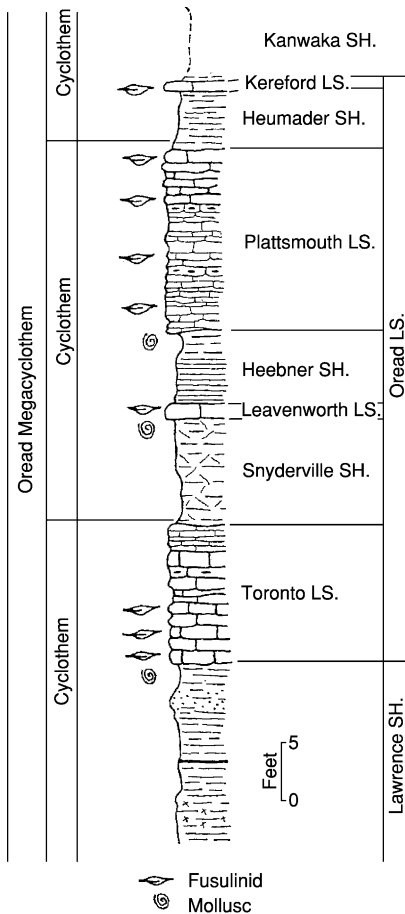 Kanwaka SH.
Kereford LS.
Heumader SH.
Plattsmouth LS.
Heebner SH.
Leavenworth LS.
Snyderville SH.
Toronto LS.
Oread Megacyclothem
Cyclothem
Cyclothem
Cyclothem
Oread LS.
Lawrence SH.
Feet
5
0
Fusulinid
Mollusc